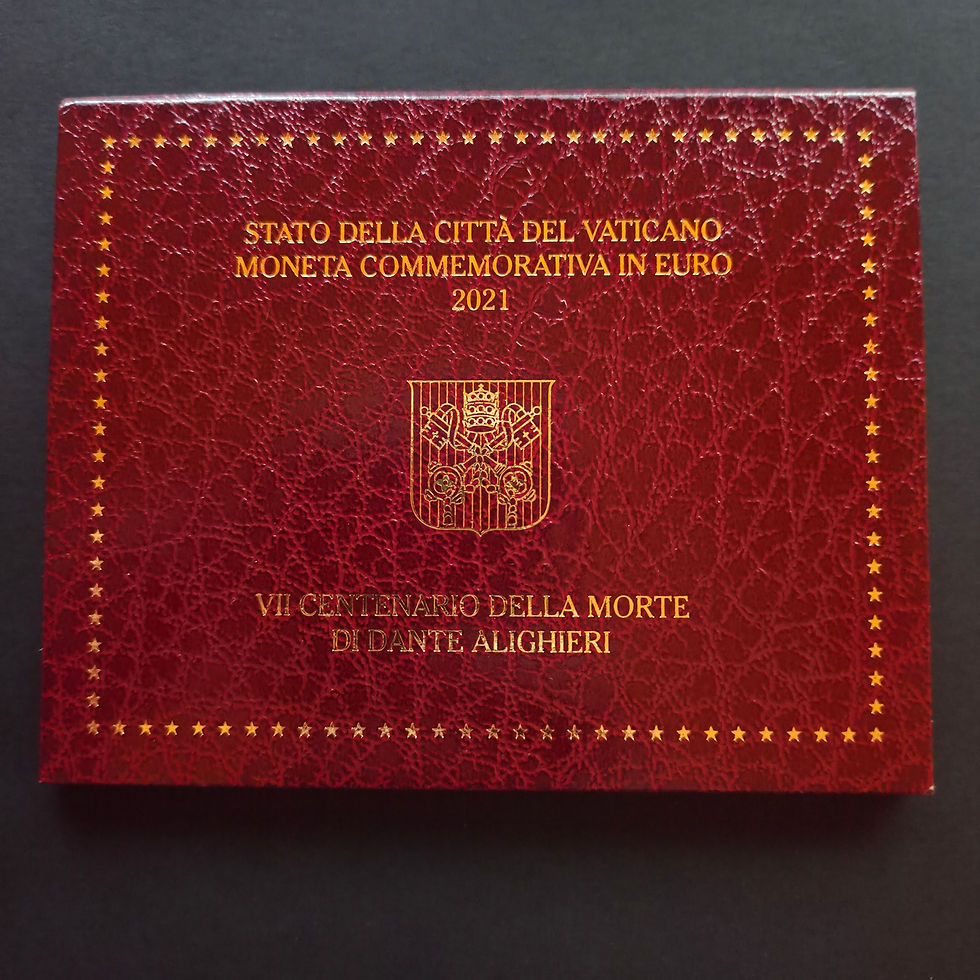 STATO DELLA CITTÀ DEL VATICANO
MONETA COMMEMORATIVA IN EURO
2021
VII CENTENARIO DELLA MORTE
DI DANTE ALIGHIERI